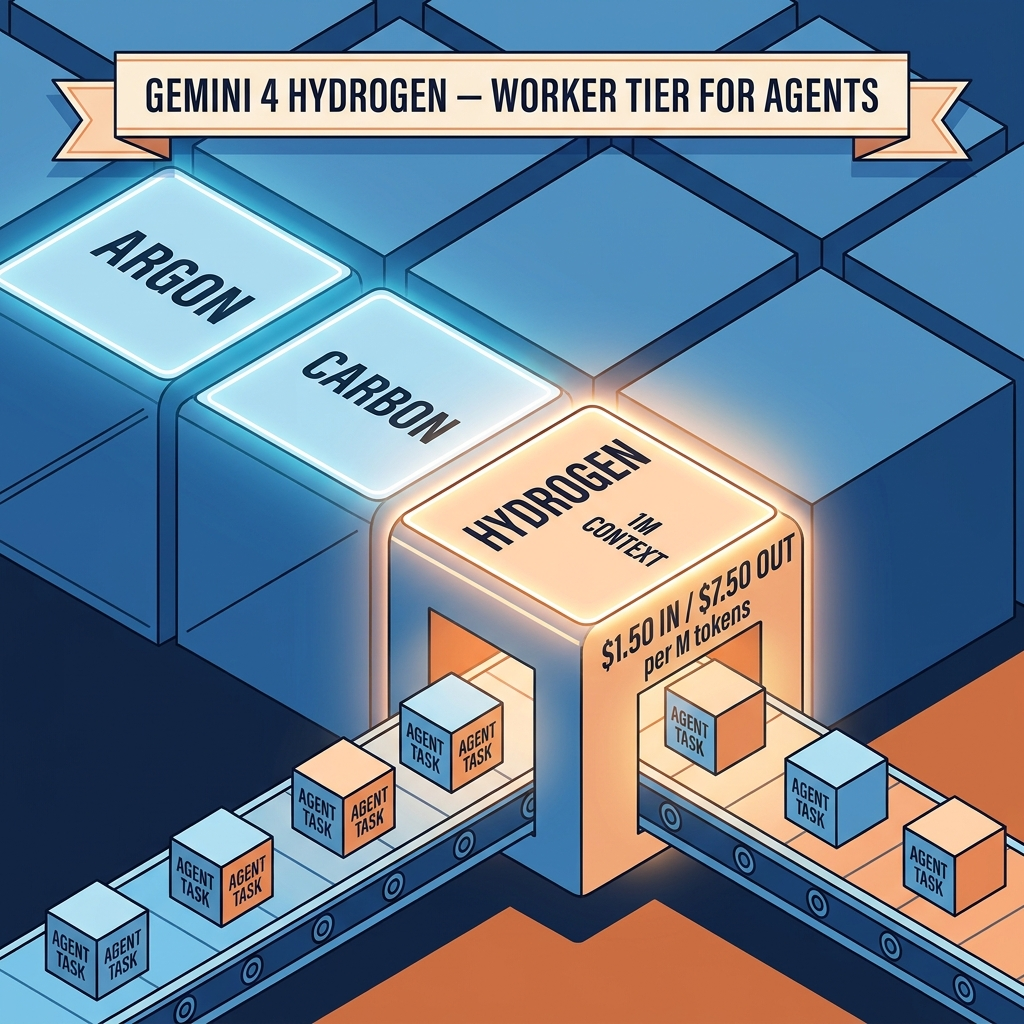 GEMINI 4 HYDROGEN — WORKER TIER FOR AGENTS
ARGON
CARBON
HYDROGEN
1M
CONTEXT
$1.50 IN / $7.50 OUT
per M tokens
AGENT
TASK
AGENT
TASK
AGENT
TASK
AGENT
TASK
AGENT
TASK
AGENT
TASK
AGENT
TASK
AGENT
TASK
AGENT
TASK
AGENT
TASK
AGENT
TASK